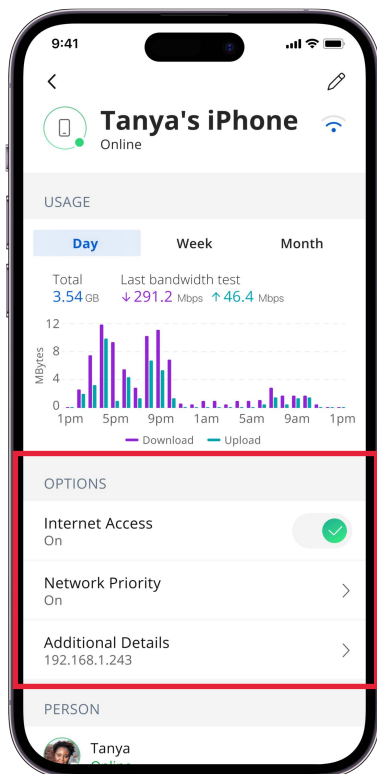 9:41
Tanya's iPhone
Online
USAGE
Day Week Month
Total Last bandwidth test
3.54 GB ↓ 291.2 Mbps ↑ 46.4 Mbps
MBytes
12
8
4
0
1pm 5pm 9pm 1am 5am 9am 1pm
Download Upload
OPTIONS
Internet Access
On
Network Priority
On
Additional Details
192.168.1.243
PERSON
Tanya
Online